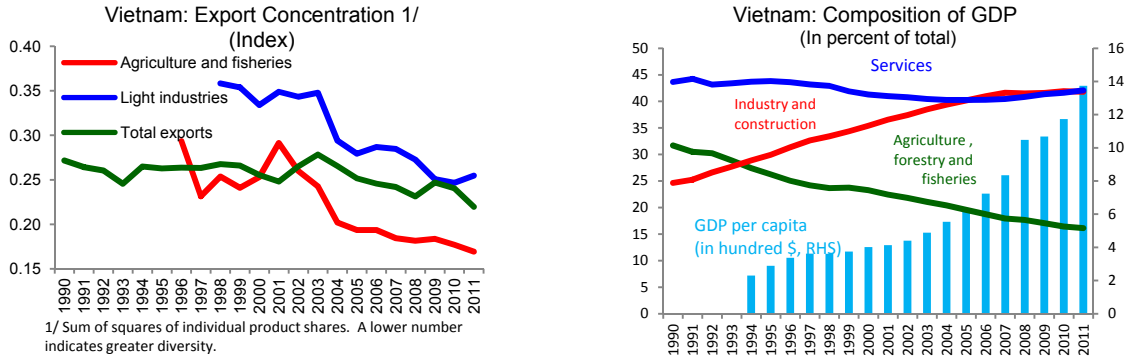 Vietnam: Export Concentration 1/
(Index)
0.40
0.35
0.30
0.25
0.20
0.15
Agriculture and fisheries
Light industries
Total exports
1990 1991 1992 1993 1994 1995 1996 1997 1998 1999 2000 2001 2002 2003 2004 2005 2006 2007 2008 2009 2010 2011
1/ Sum of squares of individual product shares.  A lower number
indicates greater diversity.
Vietnam: Composition of GDP
(In percent of total)
50
45
40
35
30
25
20
15
10
5
0
Services
Industry and
construction
Agriculture ,
forestry and
fisheries
GDP per capita
(in hundred $, RHS)
16
14
12
10
8
6
4
2
0
1990 1991 1992 1993 1994 1995 1996 1997 1998 1999 2000 2001 2002 2003 2004 2005 2006 2007 2008 2009 2010 2011